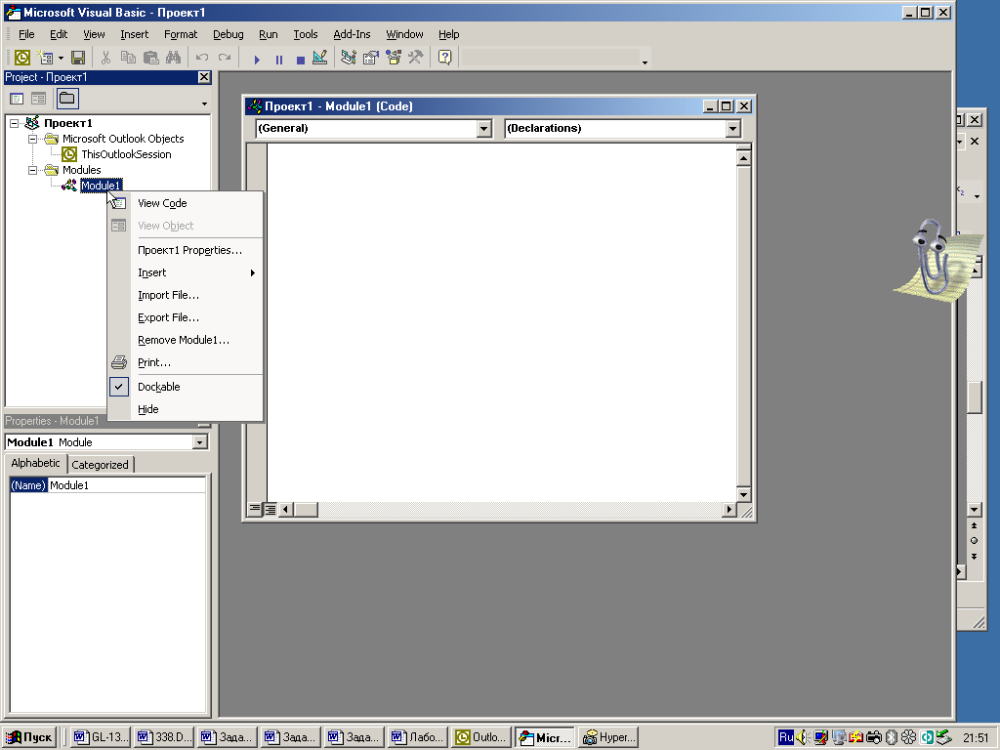 Microsoft Visual Basic - Проект1
File Edit View Insert Format Debug Run Tools Add-Ins Window Help
Project - Проект1
Проект1
Microsoft Outlook Objects
ThisOutlookSession
Modules
Module1
View Code
View Object
Проект1 Properties...
Insert
Import File...
Export File...
Remove Module1...
Print...
Dockable
Hide
Проект1 - Module1 (Code)
(General) (Declarations)
Properties - Module1
Module1 Module
Alphabetic Categorized
(Name) Module1
Пуск GL-13... 338.D... Зада... Зада... Зада... Лабо... Outlo... Micr... Hyper... Ru 21:51